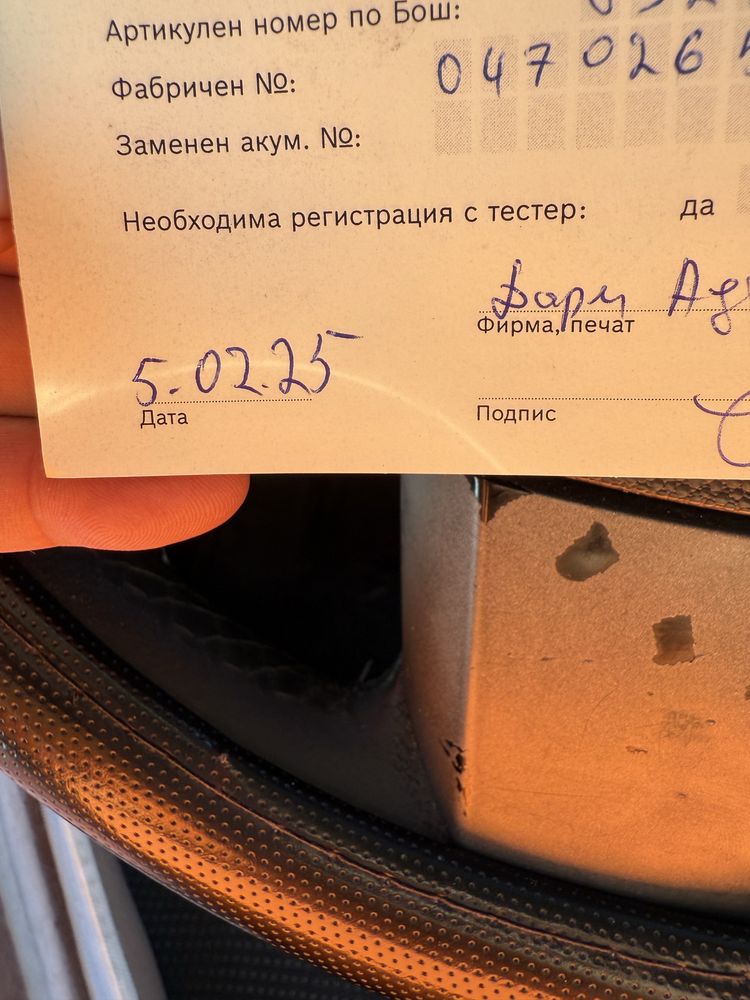 Артикулен номер по Бош:
Фабричен №: 047026
Заменен акум. №:
Необходима регистрация с тестер: да
Дари
Фирма, печат
5.02.25
Дата
Подпис